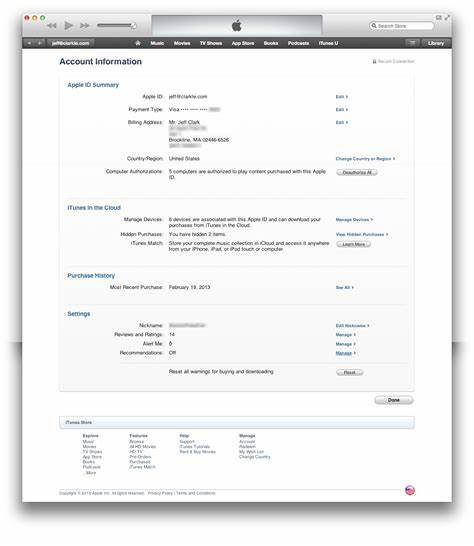 Search Store
jeff@clarkle.com
Music Movies TV Shows App Store Books Podcasts iTunes U
Library
Account Information
Secure Connection
Apple ID Summary
Apple ID: jeff@clarkle.com Edit >
Payment Type: Visa •••• •••• •••• Edit >
Billing Address: Mr. Jeff Clark Edit >
Brookline, MA 02446-6526
Country/Region: United States Change Country or Region >
Computer Authorizations: 5 computers are authorized to play content purchased with this Apple Deauthorize All
ID.
iTunes in the Cloud
Manage Devices: 6 devices are associated with this Apple ID and can download your Manage Devices >
purchases from iTunes in the Cloud.
Hidden Purchases: You have hidden 2 items. View Hidden Purchases >
iTunes Match: Store your complete music collection in iCloud and access it anywhere Learn More
from your iPhone, iPad, or iPod touch or computer
Purchase History
Most Recent Purchase: February 19, 2013 See All >
Settings
Nickname: Edit Nickname >
Reviews and Ratings: 14 Manage >
Alert Me: 0 Manage >
Recommendations: Off Manage >
Reset all warnings for buying and downloading Reset
Done
iTunes Store
Explore Features Help Manage
Music Browse Support Account
Movies All HD Movies iTunes Tutorials Redeem
TV Shows HD TV Rent & Buy Movies My Wish List
App Store Pre-Orders Change Country
Books Purchased
Podcasts iTunes Match
...More
Copyright © 2013 Apple Inc. All rights reserved. Privacy Policy | Terms and Conditions